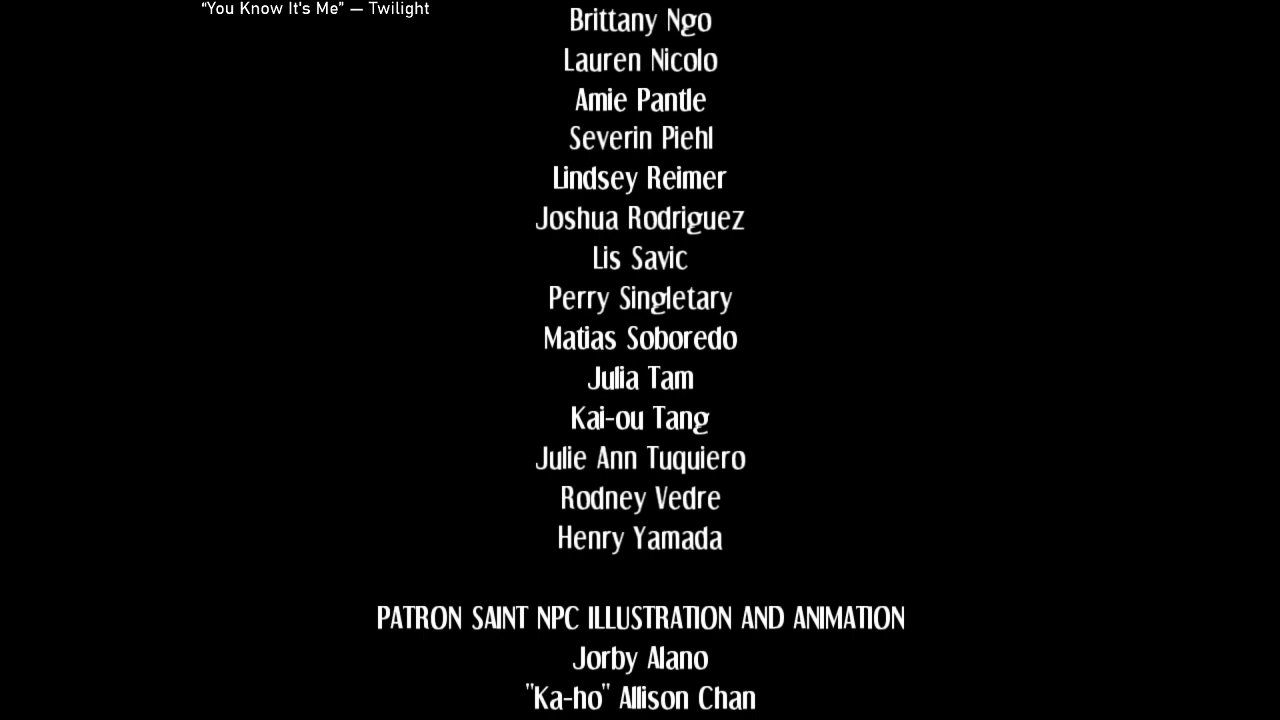 “You Know It's Me” — Twilight
Brittany Ngo
Lauren Nicolo
Amie Pantle
Severin Piehl
Lindsey Reimer
Joshua Rodriguez
Lis Savic
Perry Singletary
Matias Soboredo
Julia Tam
Kai-ou Tang
Julie Ann Tuquiero
Rodney Vedre
Henry Yamada
PATRON SAINT NPC ILLUSTRATION AND ANIMATION
Jorby Alano
"Ka-ho" Allison Chan